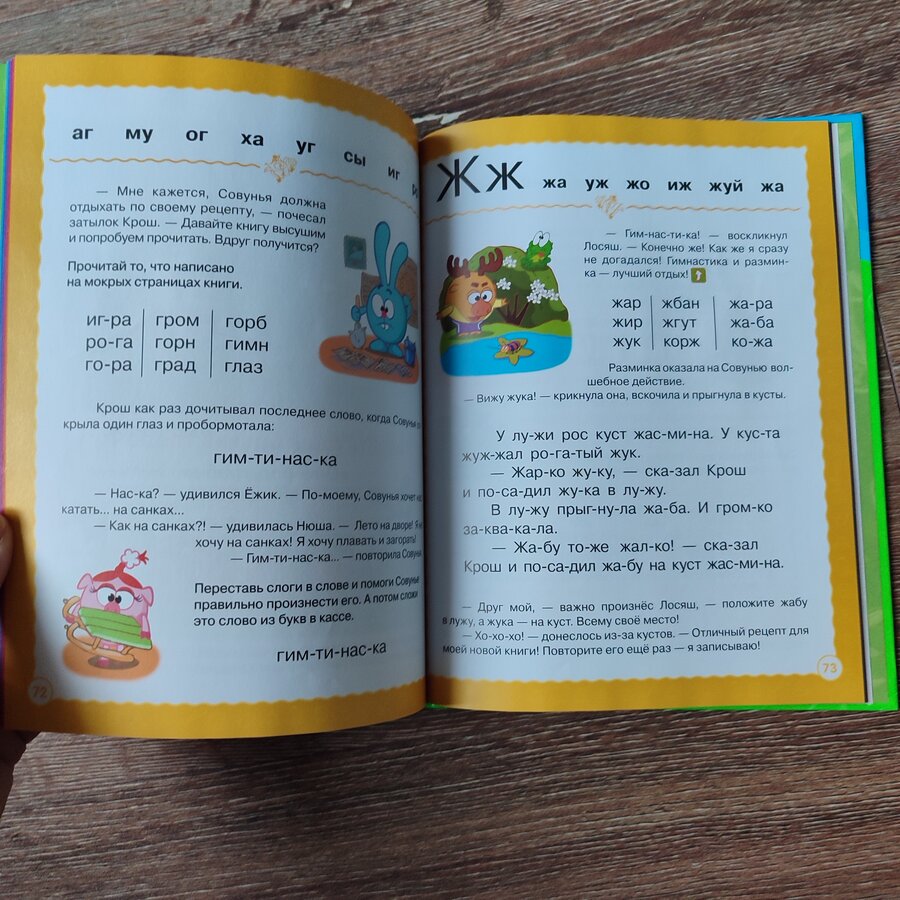 аг му ог ха уг сы иг
— Мне кажется, Совунья должна
отдыхать по своему рецепту, — почесал
затылок Крош. — Давайте книгу высушим
и попробуем прочитать. Вдруг получится?
Прочитай то, что написано
на мокрых страницах книги.
иг-ра гром горб
ро-га горн гимн
го-ра град глаз
Крош как раз дочитывал последнее слово, когда Совунья
крыла один глаз и пробормотала:
гим-ти-нас-ка
— Нас-ка? — удивился Ёжик. — По-моему, Совунья хочет
катать... на санках...
— Как на санках?! — удивилась Нюша. — Лето на дворе! Я не
хочу на санках! Я хочу плавать и загорать!
— Гим-ти-нас-ка... — повторила Совунья.
Переставь слоги в слове и помоги Совунье
правильно произнести его. А потом сложи
это слово из букв в кассе.
гим-ти-нас-ка
72
Жж жа уж жо иж жуй жа
— Гим-нас-ти-ка! — воскликнул
Лосяш. — Конечно же! Как же я сразу
не догадался! Гимнастика и размин-
ка — лучший отдых!
жар жбан жа-ра
жир жгут жа-ба
жук корж ко-жа
Разминка оказала на Совунью вол-
шебное действие.
— Вижу жука! — крикнула она, вскочила и прыгнула в кусты.
У лу-жи рос куст жас-ми-на. У кус-та
жуж-жал ро-га-тый жук.
— Жар-ко жу-ку, — ска-зал Крош
и по-са-дил жу-ка в лу-жу.
В лу-жу прыг-ну-ла жа-ба. И гром-ко
за-ква-ка-ла.
— Жа-бу то-же жал-ко! — ска-зал
Крош и по-са-дил жа-бу на куст жас-ми-на.
— Друг мой, — важно произнёс Лосяш, — положите жабу
в лужу, а жука — на куст. Всему своё место!
— Хо-хо-хо! — донеслось из-за кустов. — Отличный рецепт для
моей новой книги! Повторите его ещё раз — я записываю!
73